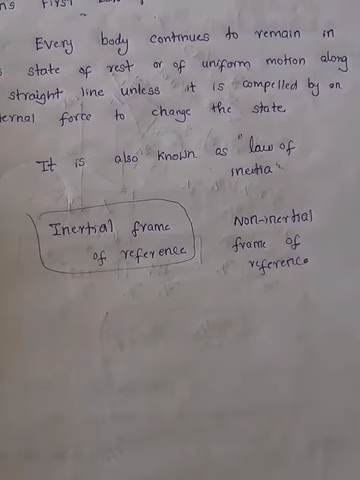 First
Every body continues to remain in
state of rest or of uniform motion along
straight line unless it is compelled by an
ternal force to change the state
It is also known as "law of
inertia"
Inertial frame
of reference
Non-inertial
frame of
reference